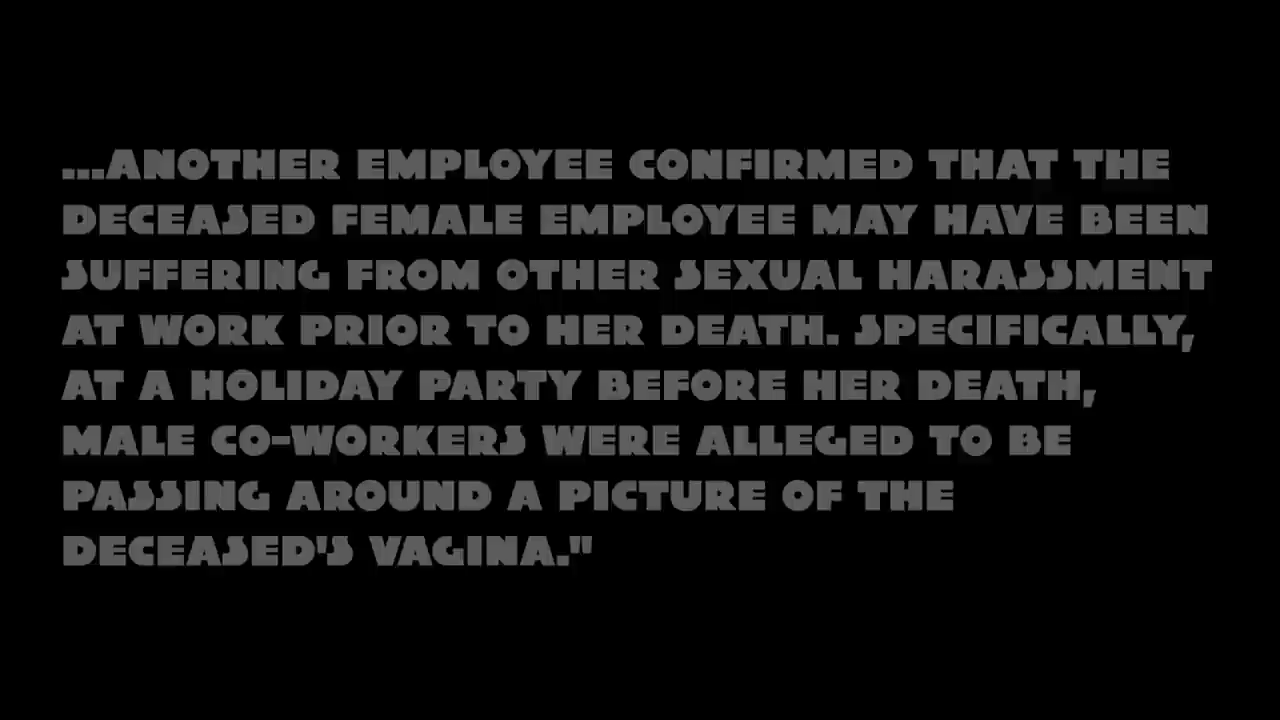 ...ANOTHER EMPLOYEE CONFIRMED THAT THE
DECEASED FEMALE EMPLOYEE MAY HAVE BEEN
SUFFERING FROM OTHER SEXUAL HARASSMENT
AT WORK PRIOR TO HER DEATH. SPECIFICALLY,
AT A HOLIDAY PARTY BEFORE HER DEATH,
MALE CO-WORKERS WERE ALLEGED TO BE
PASSING AROUND A PICTURE OF THE
DECEASED'S VAGINA."